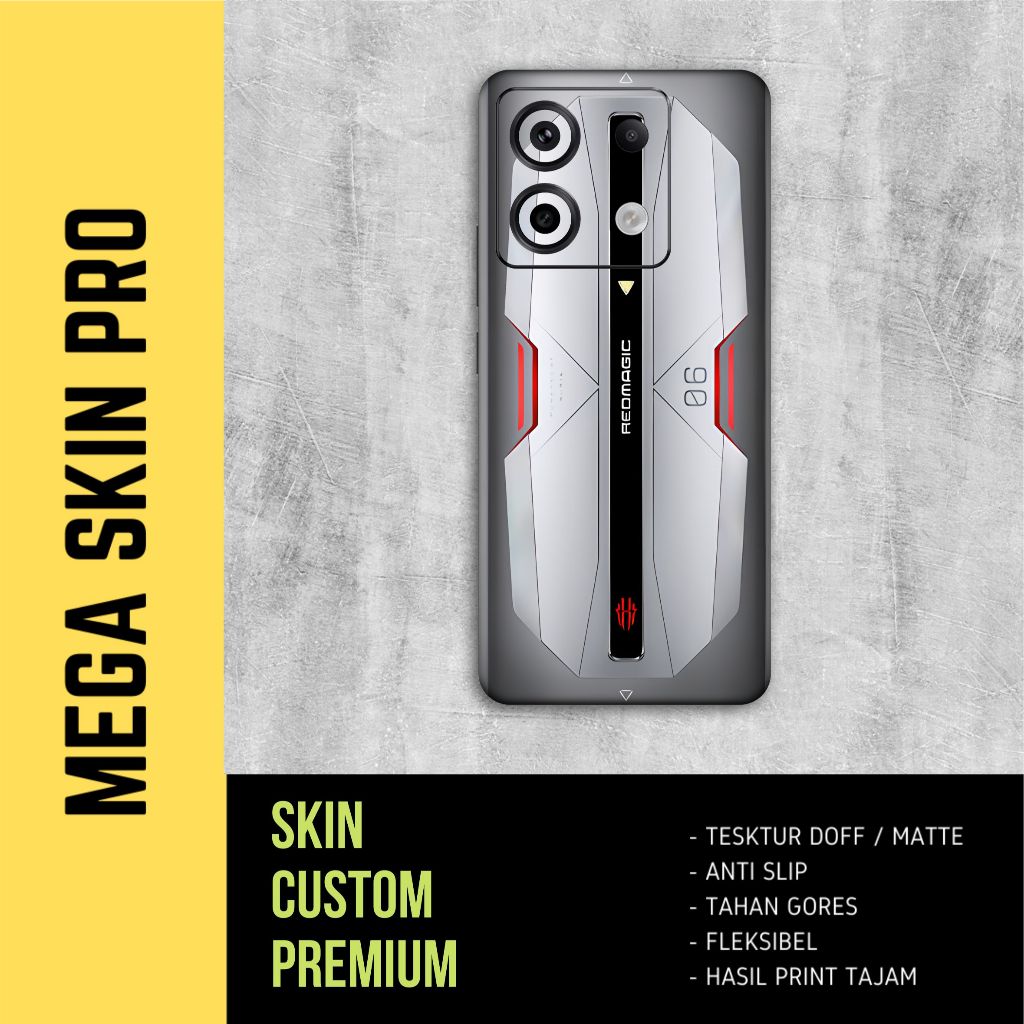 MEGA SKIN PRO
REDMAGIC
06
SKIN
CUSTOM
PREMIUM
- TESKTUR DOFF / MATTE
- ANTI SLIP
- TAHAN GORES
- FLEKSIBEL
- HASIL PRINT TAJAM